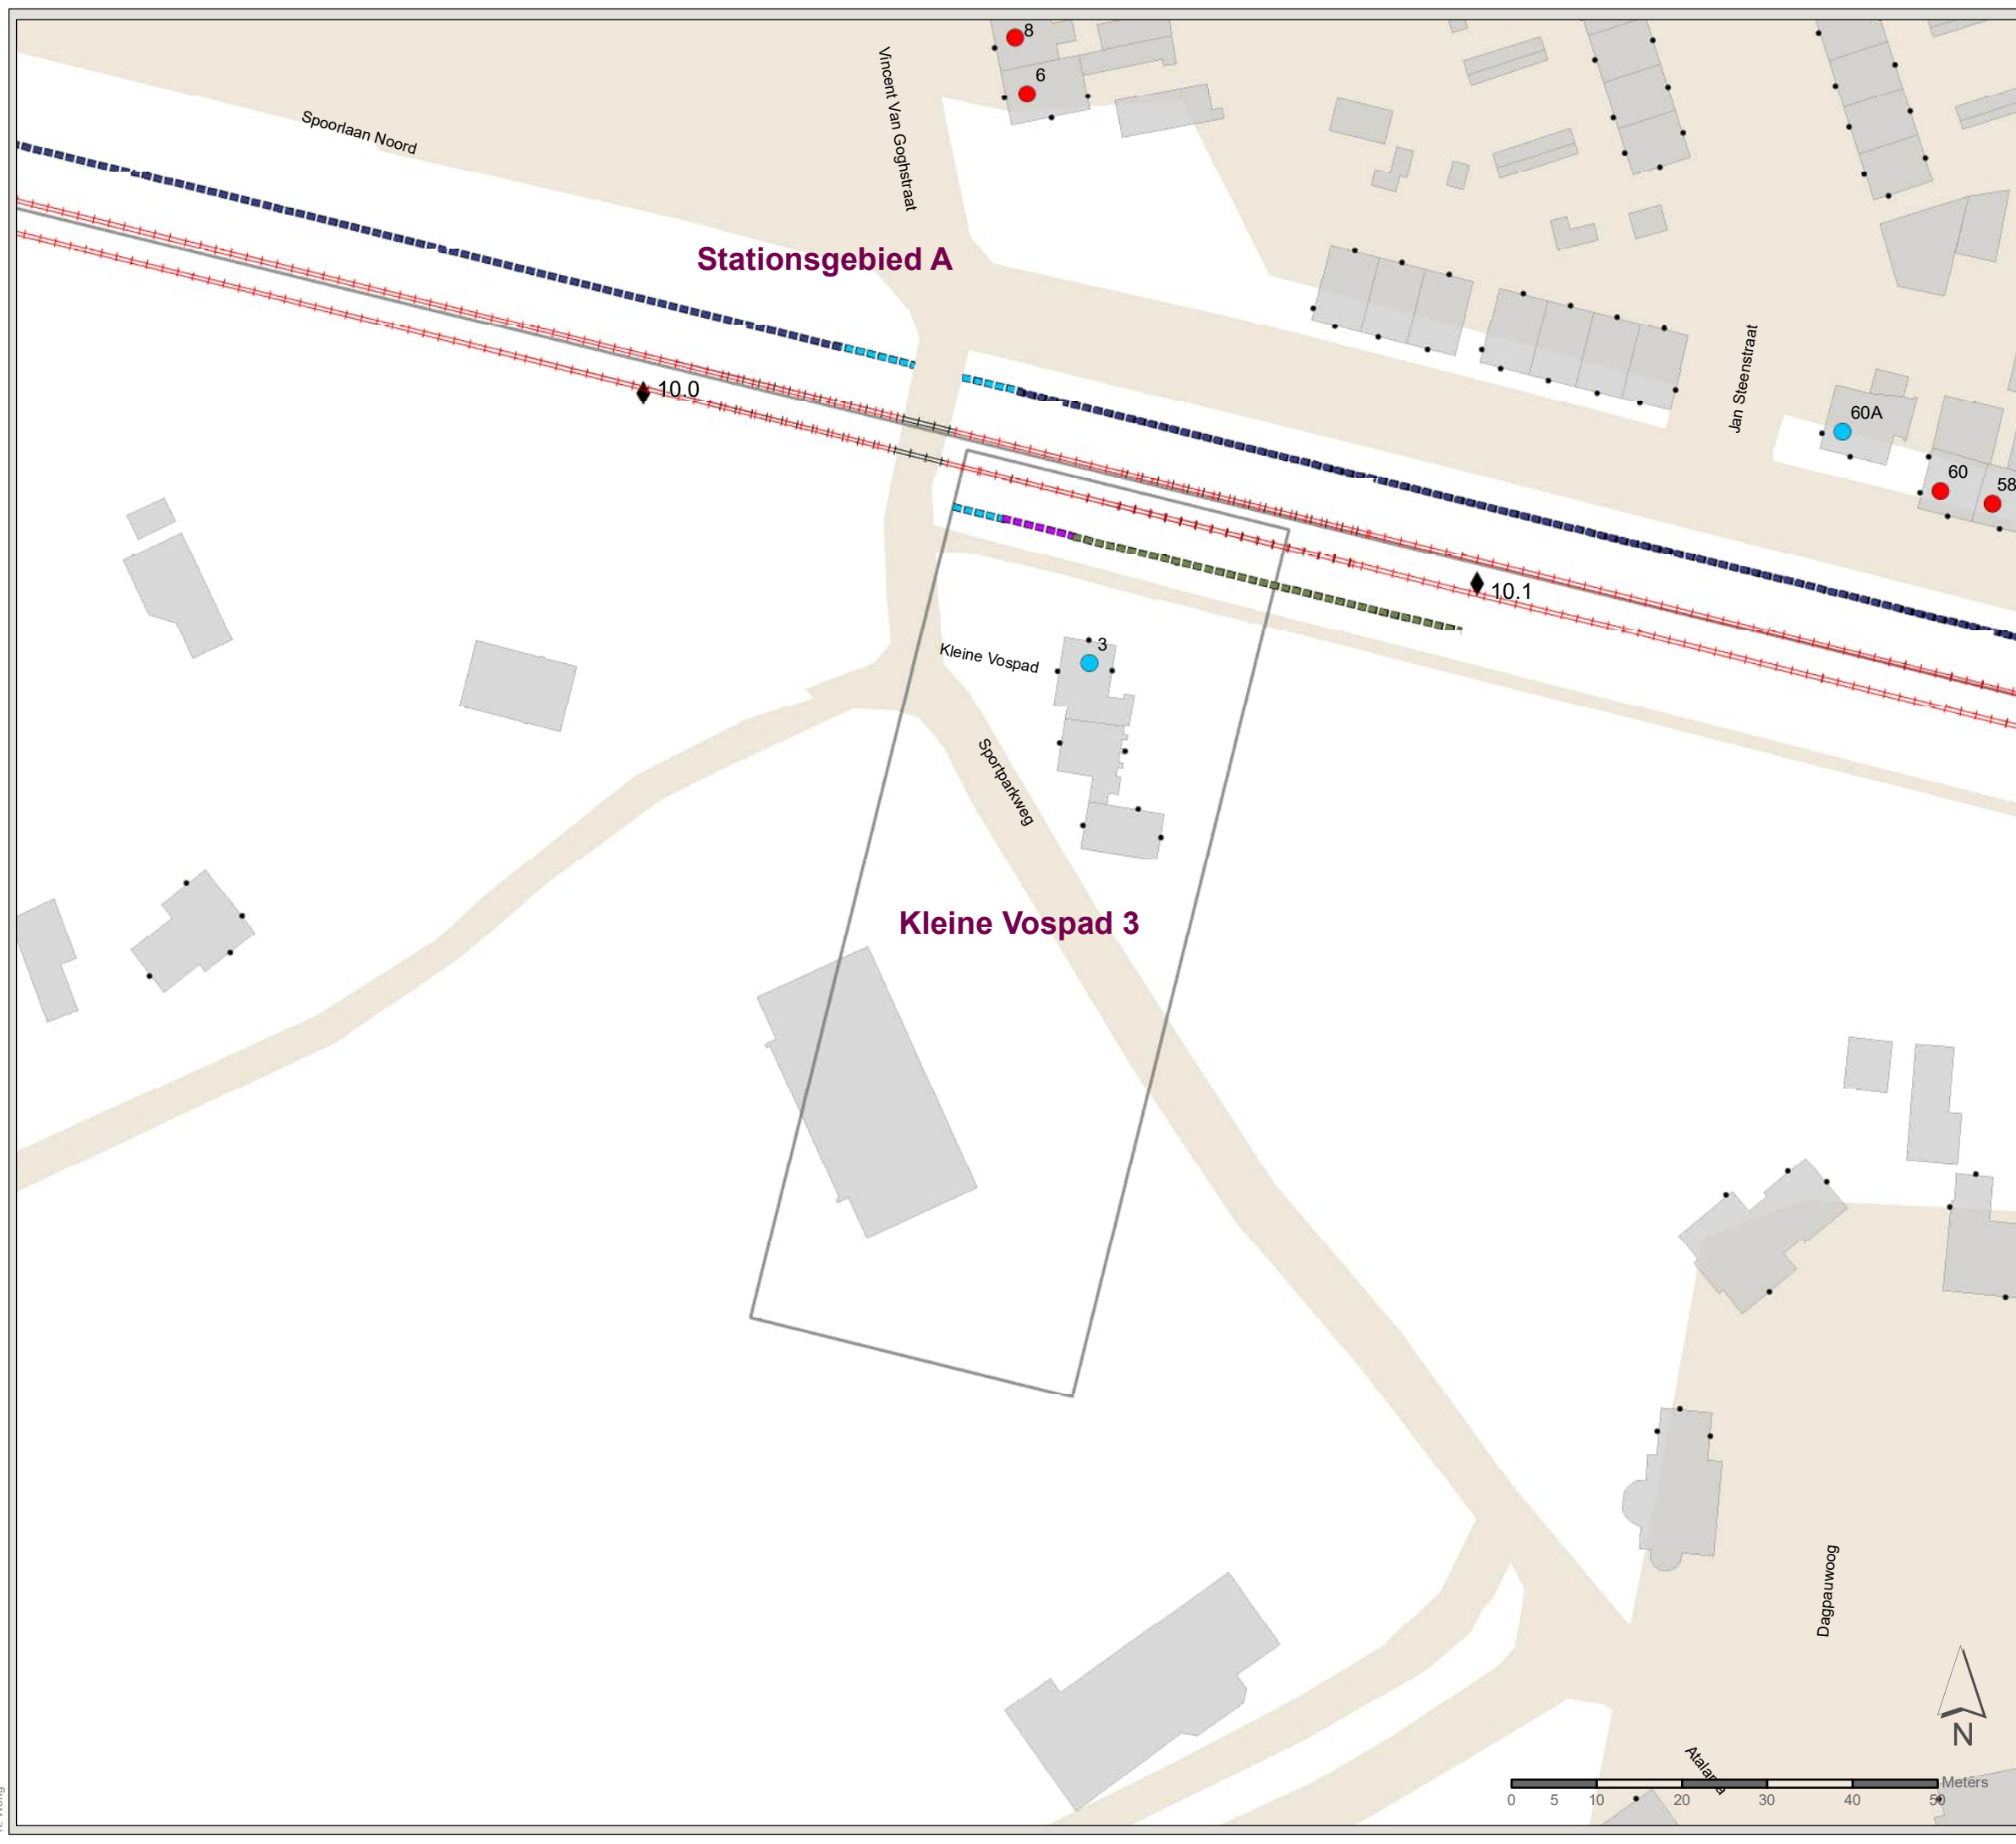 8
6
Vincent Van Goghstraat
Spoorlaan Noord
Stationsgebied A
Jan Steenstraat
10.0
60A
60
58
10.1
3
Kleine Vospad
Sportparkweg
Kleine Vospad 3
Dagpauwoog
N
Meters
0 5 10 20 30 40 50